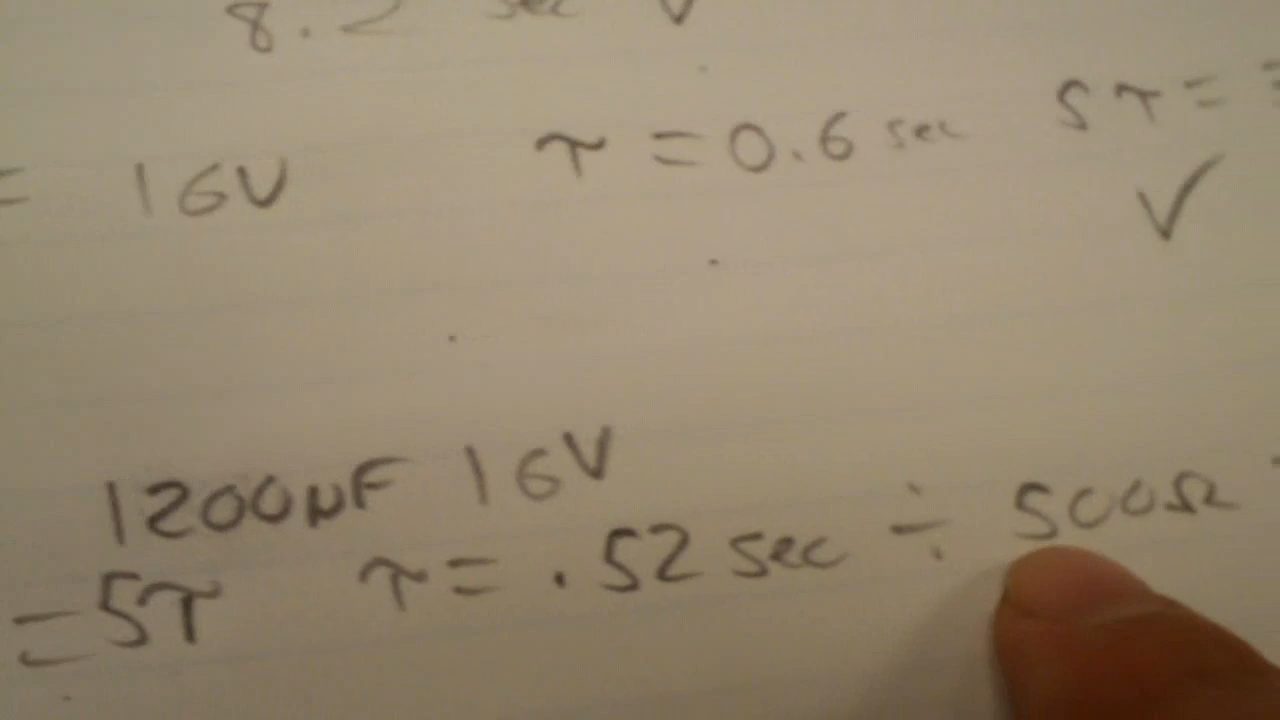 8.2 sec √
= 16V τ = 0.6 sec 5τ =
✓
1200µF 16V
= 5τ τ = .52 sec ÷ 500Ω